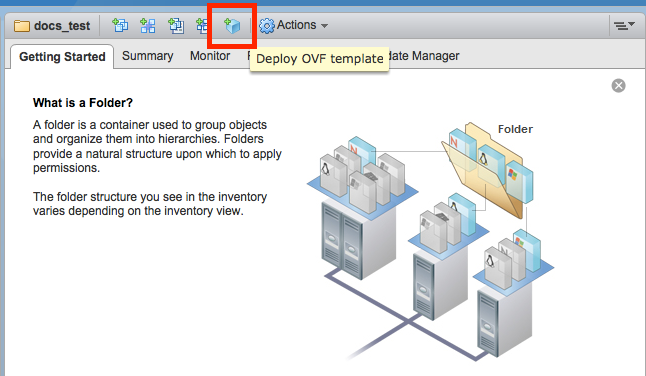 docs_test
Actions
Getting Started Summary Monitor
date Manager
Deploy OVF template
What is a Folder?
A folder is a container used to group objects
and organize them into hierarchies. Folders
provide a natural structure upon which to apply
permissions.
The folder structure you see in the inventory
varies depending on the inventory view.
Folder